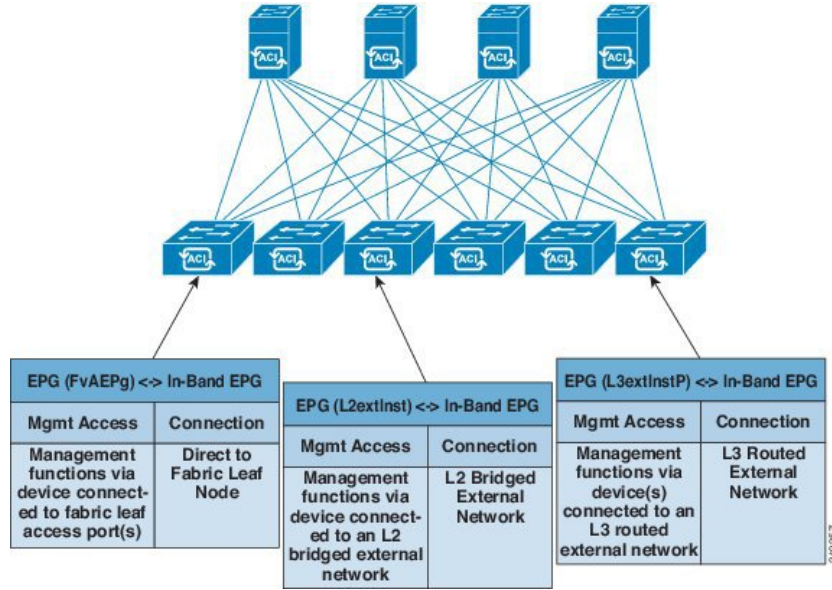 ACI
ACI
ACI
ACI
ACI
ACI
ACI
ACI
ACI
ACI
EPG (FvAEPg) <-> In-Band EPG
Mgmt Access
Connection
Management
functions via
device connect-
ed to fabric leaf
access port(s)
Direct to
Fabric Leaf
Node
EPG (L2extInst) <-> In-Band EPG
Mgmt Access
Connection
Management
functions via
device connect-
ed to an L2
bridged external
network
L2 Bridged
External
Network
EPG (L3extInstP) <-> In-Band EPG
Mgmt Access
Connection
Management
functions via
device(s)
connected to an
L3 routed
external network
L3 Routed
External
Network